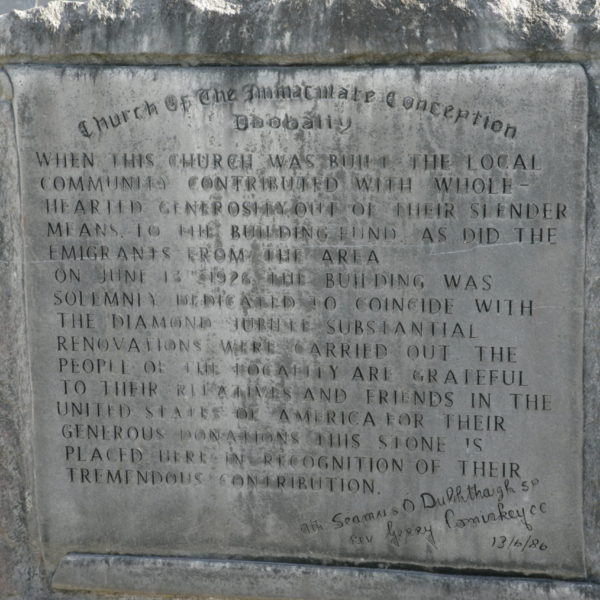 Church Of The Immaculate Conception
Doobally
WHEN THIS CHURCH WAS BUILT THE LOCAL
COMMUNITY CONTRIBUTED WITH WHOLE-
HEARTED GENEROSITY OUT OF THEIR SLENDER
MEANS, TO THE BUILDING FUND AS DID THE
EMIGRANTS FROM THE AREA
ON JUNE 13 1926 THE BUILDING WAS
SOLEMNLY DEDICATED TO COINCIDE WITH
THE DIAMOND JUBILEE SUBSTANTIAL
RENOVATIONS WERE CARRIED OUT THE
PEOPLE OF THE LOCALITY ARE GRATEFUL
TO THEIR RELATIVES AND FRIENDS IN THE
UNITED STATES OF AMERICA FOR THEIR
GENEROUS DONATIONS THIS STONE IS
PLACED HERE IN RECOGNITION OF THEIR
TREMENDOUS CONTRIBUTION.
Seamus O Dubhthaigh SP
Rev Gerry Comiskey CC
13/6/86